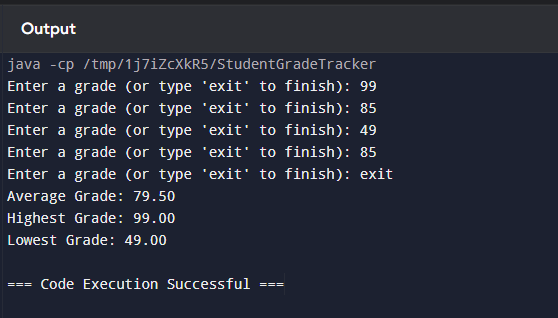 Output
java -cp /tmp/1j7iZcXkR5/StudentGradeTracker
Enter a grade (or type 'exit' to finish): 99
Enter a grade (or type 'exit' to finish): 85
Enter a grade (or type 'exit' to finish): 49
Enter a grade (or type 'exit' to finish): 85
Enter a grade (or type 'exit' to finish): exit
Average Grade: 79.50
Highest Grade: 99.00
Lowest Grade: 49.00
=== Code Execution Successful ===